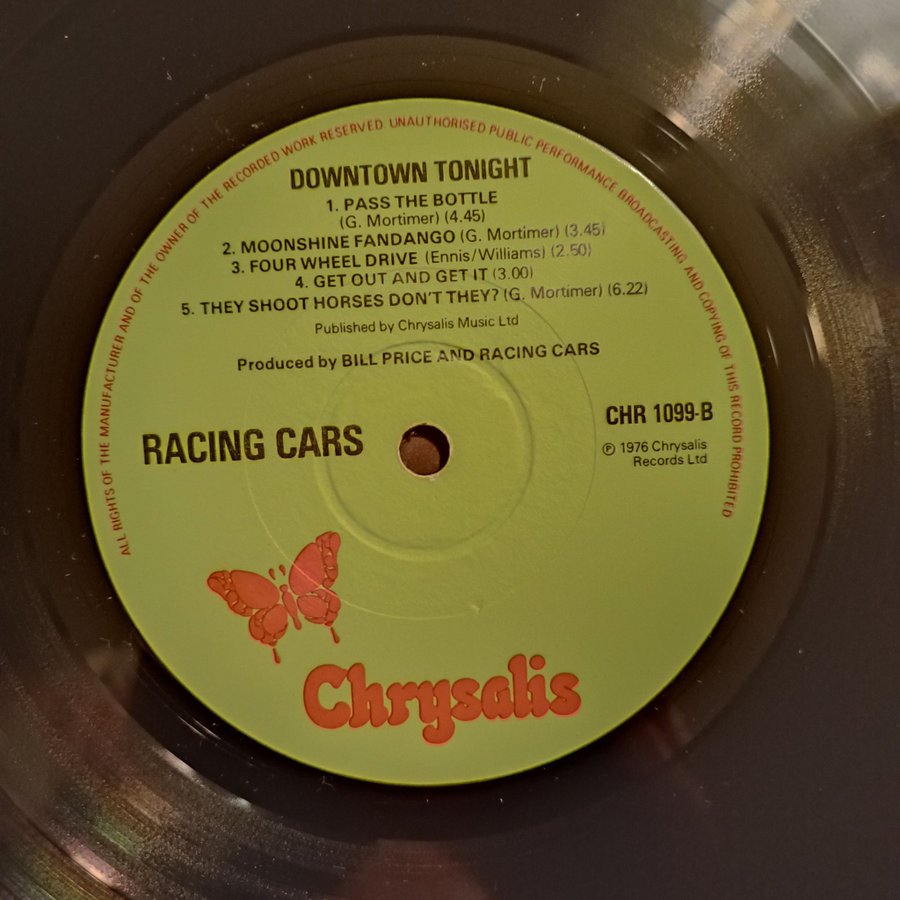 ALL RIGHTS OF THE MANUFACTURER AND OF THE OWNER OF THE RECORDED WORK RESERVED UNAUTHORISED PUBLIC PERFORMANCE BROADCASTING AND COPYING OF THIS RECORD PROHIBITED
DOWNTOWN TONIGHT
1. PASS THE BOTTLE
(G. Mortimer) (4.45)
2. MOONSHINE FANDANGO (G. Mortimer) (3.45)
3. FOUR WHEEL DRIVE (Ennis/Williams) (2.50)
4. GET OUT AND GET IT (3.00)
5. THEY SHOOT HORSES DON'T THEY? (G. Mortimer) (6.22)
Published by Chrysalis Music Ltd
Produced by BILL PRICE AND RACING CARS
RACING CARS
CHR 1099-B
℗ 1976 Chrysalis
Records Ltd
Chrysalis